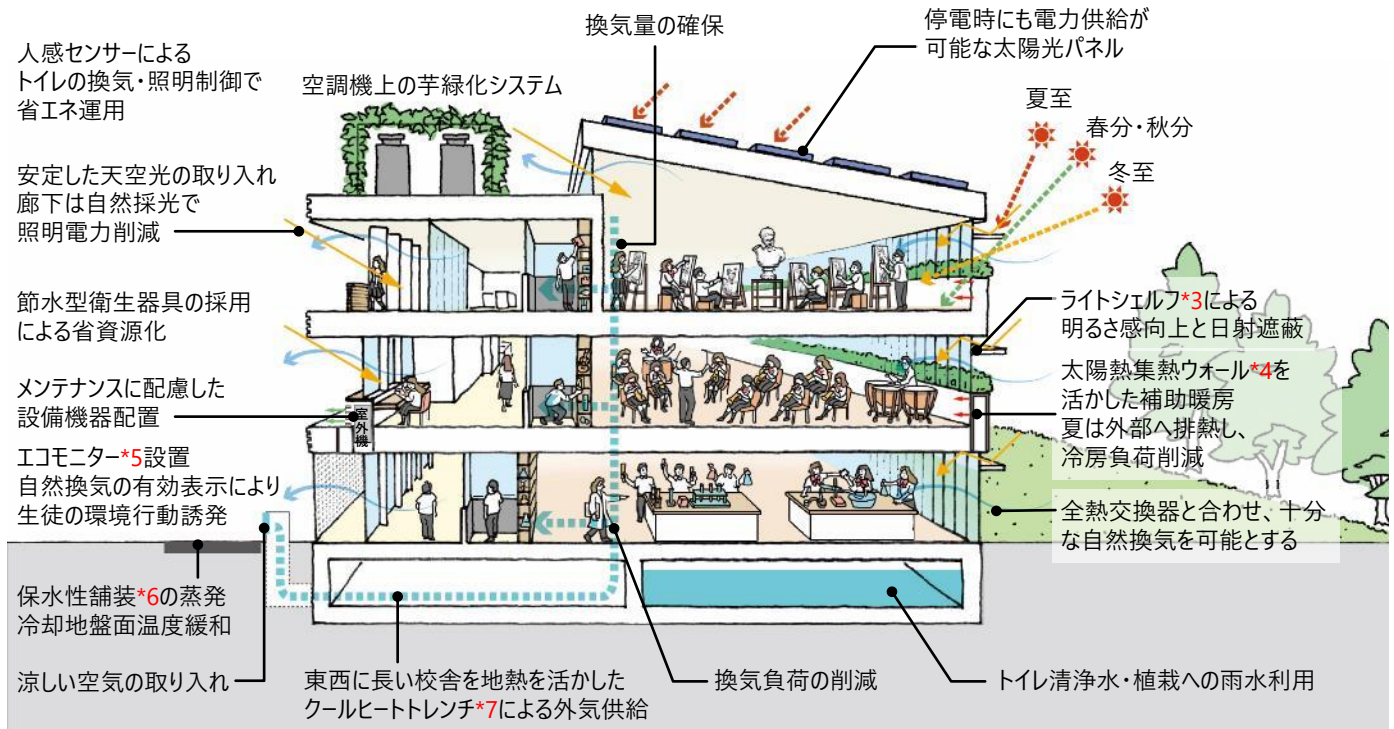 人感センサーによる
トイレの換気・照明制御で
省エネ運用
空調機上の芋緑化システム
換気量の確保
停電時にも電力供給が
可能な太陽光パネル
夏至
春分・秋分
冬至
安定した天空光の取り入れ
廊下は自然採光で
照明電力削減
節水型衛生器具の採用
による省資源化
メンテナンスに配慮した
設備機器配置
室外機
エコモニター*5設置
自然換気の有効表示により
生徒の環境行動誘発
ライトシェルフ*3による
明るさ感向上と日射遮蔽
太陽熱集熱ウォール*4を
活かした補助暖房
夏は外部へ排熱し、
冷房負荷削減
全熱交換器と合わせ、十分
な自然換気を可能とする
保水性舗装*6の蒸発
冷却地盤面温度緩和
涼しい空気の取り入れ
東西に長い校舎を地熱を活かした
クールヒートトレンチ*7による外気供給
換気負荷の削減
トイレ清浄水・植栽への雨水利用